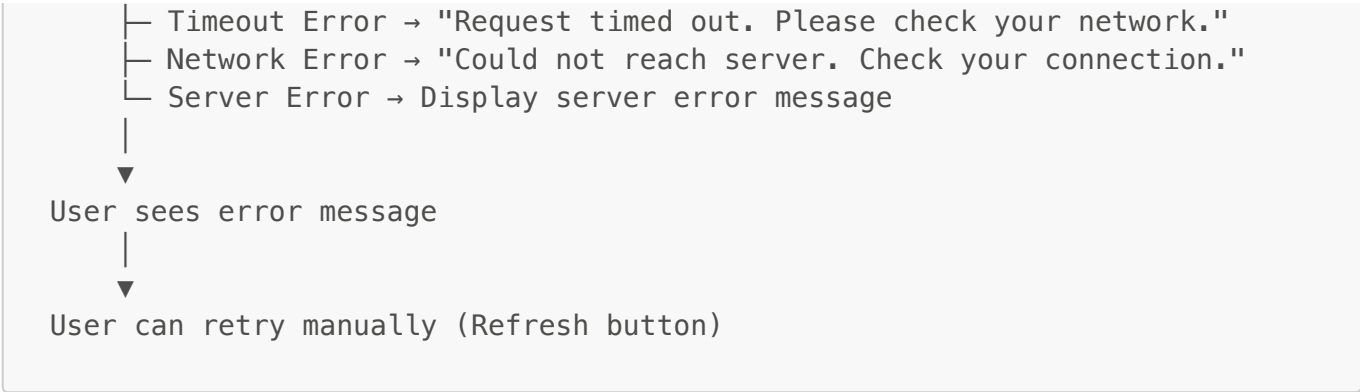 ├─ Timeout Error → "Request timed out. Please check your network."
├─ Network Error → "Could not reach server. Check your connection."
└─ Server Error → Display server error message
│
▼
User sees error message
│
▼
User can retry manually (Refresh button)